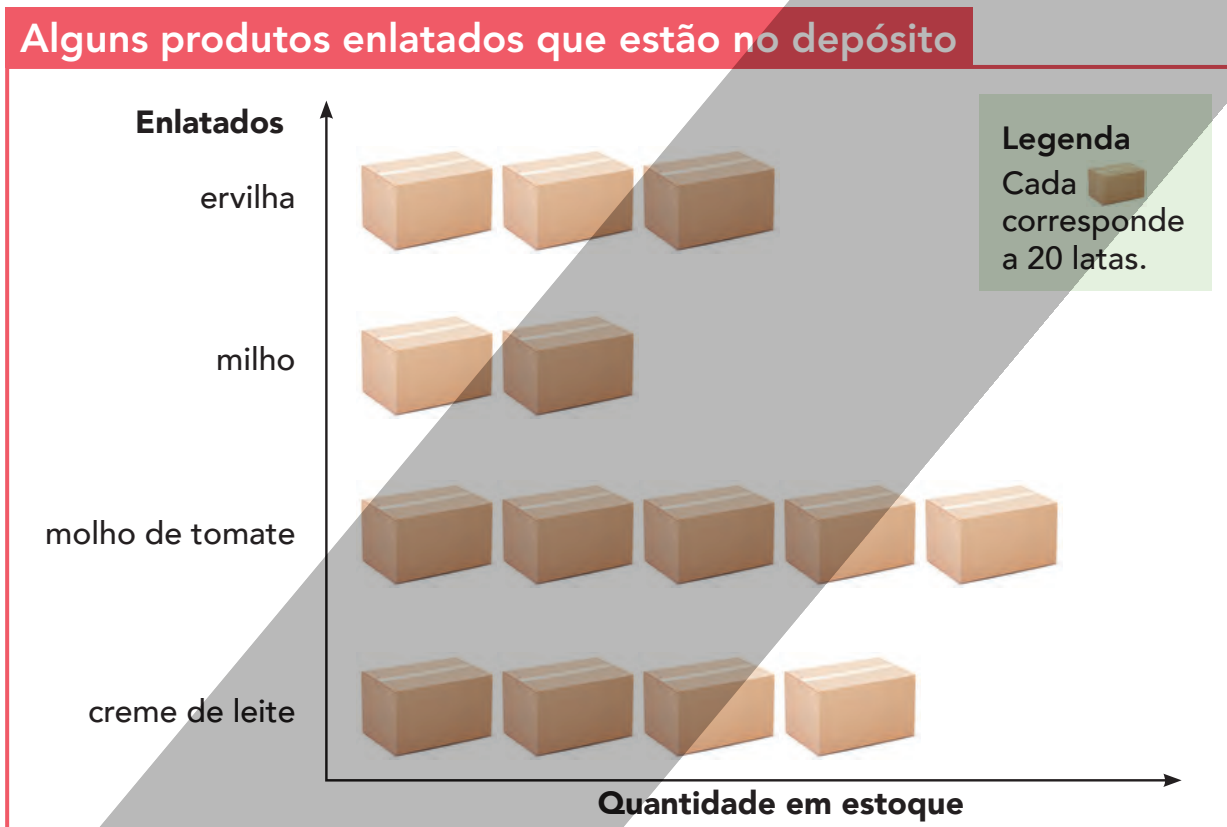 Alguns produtos enlatados que estão no depósito
Enlatados
ervilha
milho
molho de tomate
creme de leite
Quantidade em estoque
Legenda
Cada
corresponde
a 20 latas.